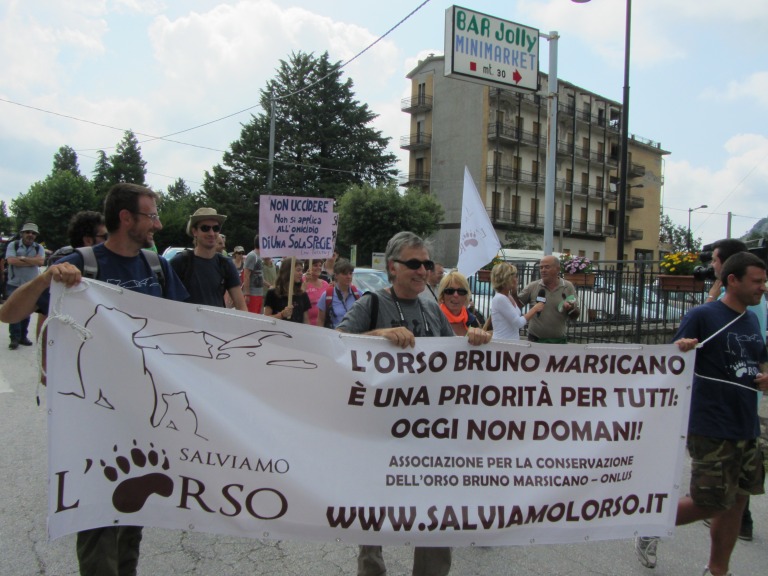 BAR Jolly
MINIMARKET
mt. 30
NON UCCIDERE
Non si applica
ALL'OMICIDIO
DI UNA SOLA SPECIE
L'ORSO BRUNO MARSICANO
È UNA PRIORITÀ PER TUTTI:
OGGI NON DOMANI!
ASSOCIAZIONE PER LA CONSERVAZIONE
DELL'ORSO BRUNO MARSICANO – ONLUS
WWW.SALVIAMOLORSO.IT
SALVIAMO
L'ORSO